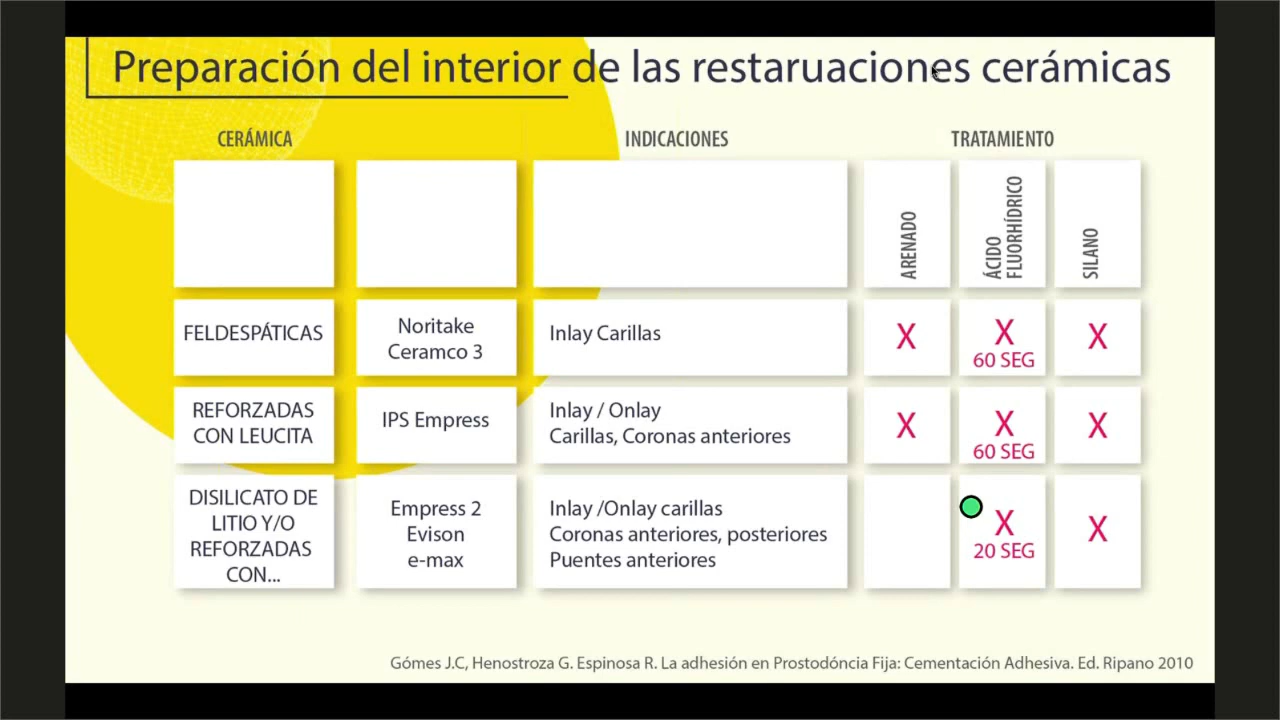 Preparación del interior de las restaruaciones cerámicas
CERÁMICA
INDICACIONES
TRATAMIENTO
ARENADO
ÁCIDO
FLUORHÍDRICO
SILANO
FELDESPÁTICAS
Noritake
Ceramco 3
Inlay Carillas
X
X
60 SEG
X
REFORZADAS
CON LEUCITA
IPS Empress
Inlay / Onlay
Carillas, Coronas anteriores
X
X
60 SEG
X
DISILICATO DE
LITIO Y/O
REFORZADAS
CON...
Empress 2
Evison
e-max
Inlay /Onlay carillas
Coronas anteriores, posteriores
Puentes anteriores
X
20 SEG
X
Gómes J.C, Henostroza G. Espinosa R. La adhesión en Prostodóncia Fija: Cementación Adhesiva. Ed. Ripano 2010